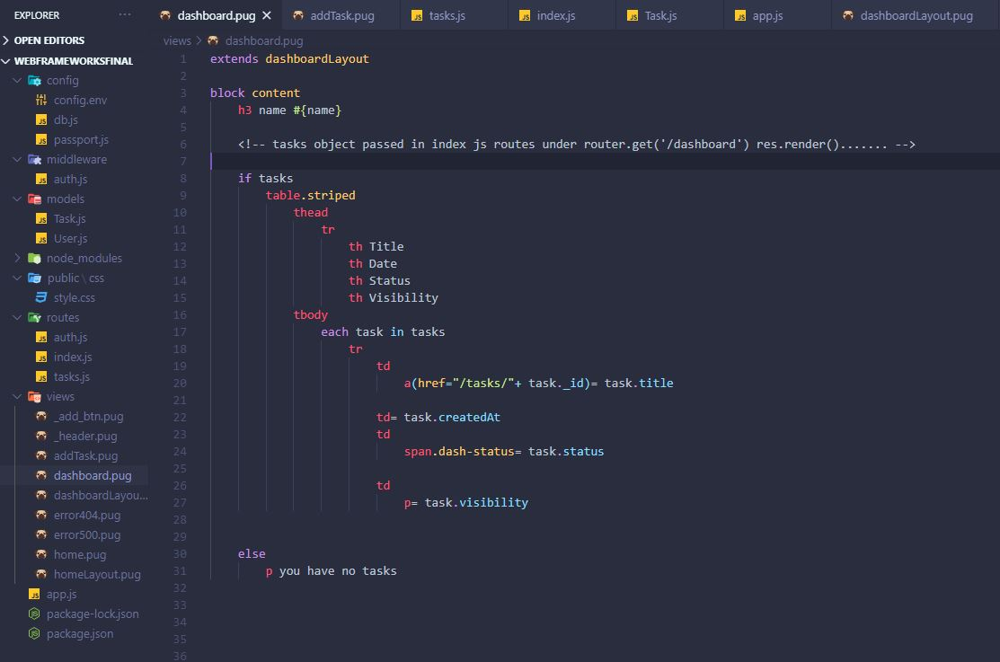 EXPLORER ···
OPEN EDITORS
WEBFRAMEWORKSFINAL
config
config.env
db.js
passport.js
middleware
auth.js
models
Task.js
User.js
node_modules
public \ css
style.css
routes
auth.js
index.js
tasks.js
views
_add_btn.pug
_header.pug
addTask.pug
dashboard.pug
dashboardLayou...
error404.pug
error500.pug
home.pug
homeLayout.pug
app.js
package-lock.json
package.json
dashboard.pug addTask.pug tasks.js index.js Task.js app.js dashboardLayout.pug
views > dashboard.pug
1 extends dashboardLayout
2
3 block content
4 h3 name #{name}
5
6 <!-- tasks object passed in index js routes under router.get('/dashboard') res.render()....... -->
7
8 if tasks
9 table.striped
10 thead
11 tr
12 th Title
13 th Date
14 th Status
15 th Visibility
16 tbody
17 each task in tasks
18 tr
19 td
20 a(href="/tasks/"+ task._id)= task.title
21
22 td= task.createdAt
23 td
24 span.dash-status= task.status
25
26 td
27 p= task.visibility
28
29
30 else
31 p you have no tasks
32
33
34
35
36